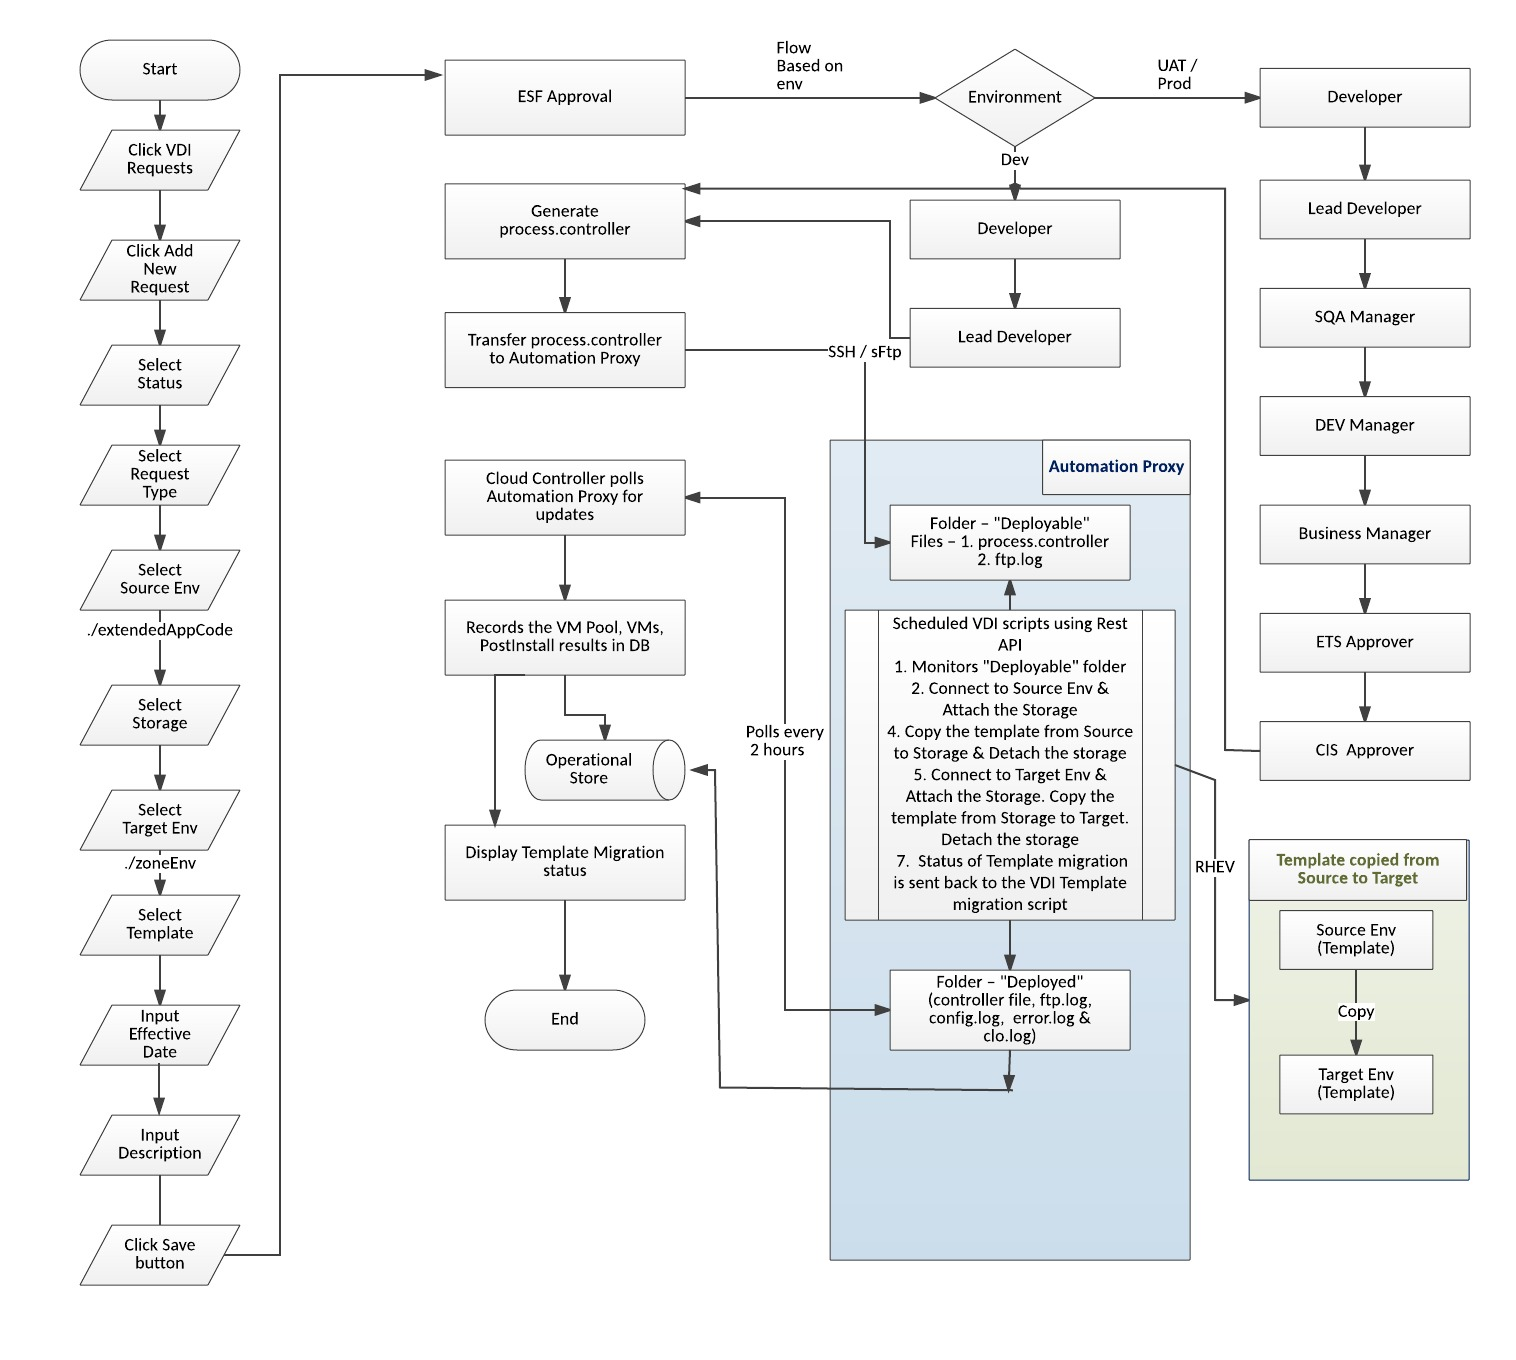 Start
Click VDI
Requests
Click Add
New
Request
Select
Status
Select
Request
Type
Select
Source Env
./extendedAppCode
Select
Storage
Select
Target Env
./zoneEnv
Select
Template
Input
Effective
Date
Input
Description
Click Save
button
ESF Approval
Flow
Based on
env
Environment
UAT /
Prod
Dev
Developer
Lead Developer
SQA Manager
DEV Manager
Business Manager
ETS Approver
CIS  Approver
Developer
Lead Developer
Generate
process.controller
Transfer process.controller
to Automation Proxy
SSH / sFtp
Automation Proxy
Folder – "Deployable"
Files – 1. process.controller
2. ftp.log
Scheduled VDI scripts using Rest
API
1. Monitors "Deployable" folder
2. Connect to Source Env &
Attach the Storage
4. Copy the template from Source
to Storage & Detach the storage
5. Connect to Target Env &
Attach the Storage. Copy the
template from Storage to Target.
Detach the storage
7.  Status of Template migration
is sent back to the VDI Template
migration script
Folder – "Deployed"
(controller file, ftp.log,
config.log,  error.log &
clo.log)
Cloud Controller polls
Automation Proxy for
updates
Records the VM Pool, VMs,
PostInstall results in DB
Polls every
2 hours
Operational
Store
Display Template Migration
status
End
RHEV
Template copied from
Source to Target
Source Env
(Template)
Copy
Target Env
(Template)